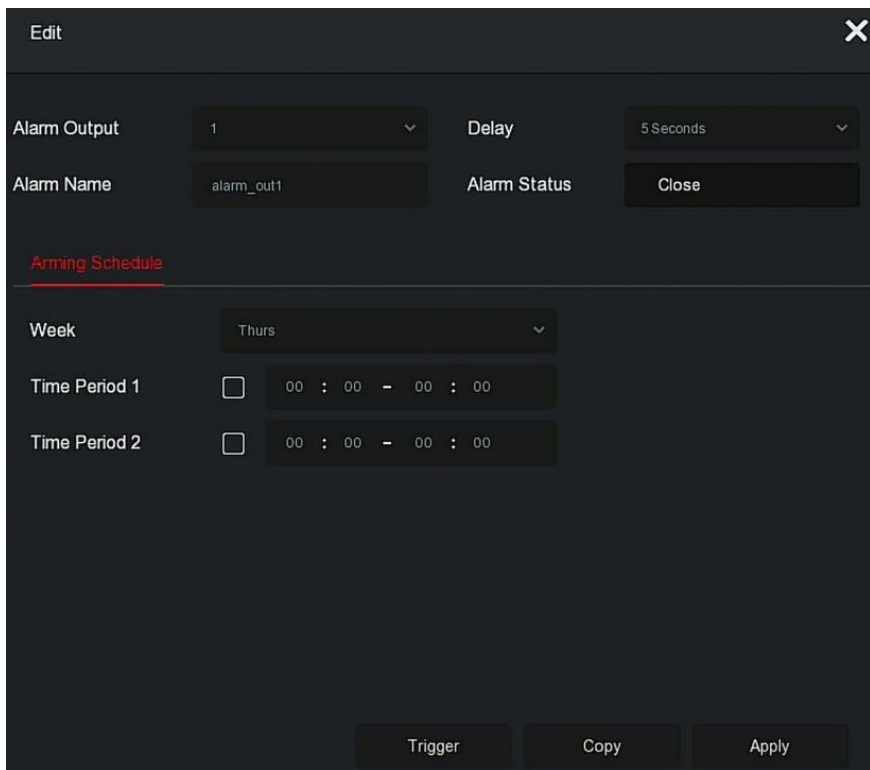 Edit
Alarm Output 1 Delay 5 Seconds
Alarm Name alarm_out1 Alarm Status Close
Arming Schedule
Week Thurs
Time Period 1 00 : 00 - 00 : 00
Time Period 2 00 : 00 - 00 : 00
Trigger Copy Apply